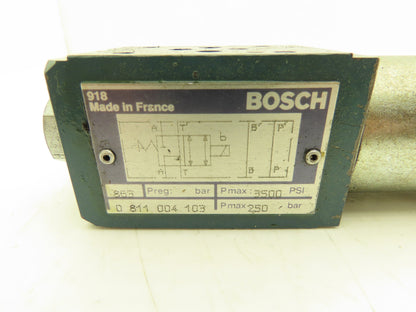 918
Made in France
BOSCH
A T B P
b
A T B P
Preg: bar Pmax: 3500 PSI
0 811 004 103 Pmax 250 bar